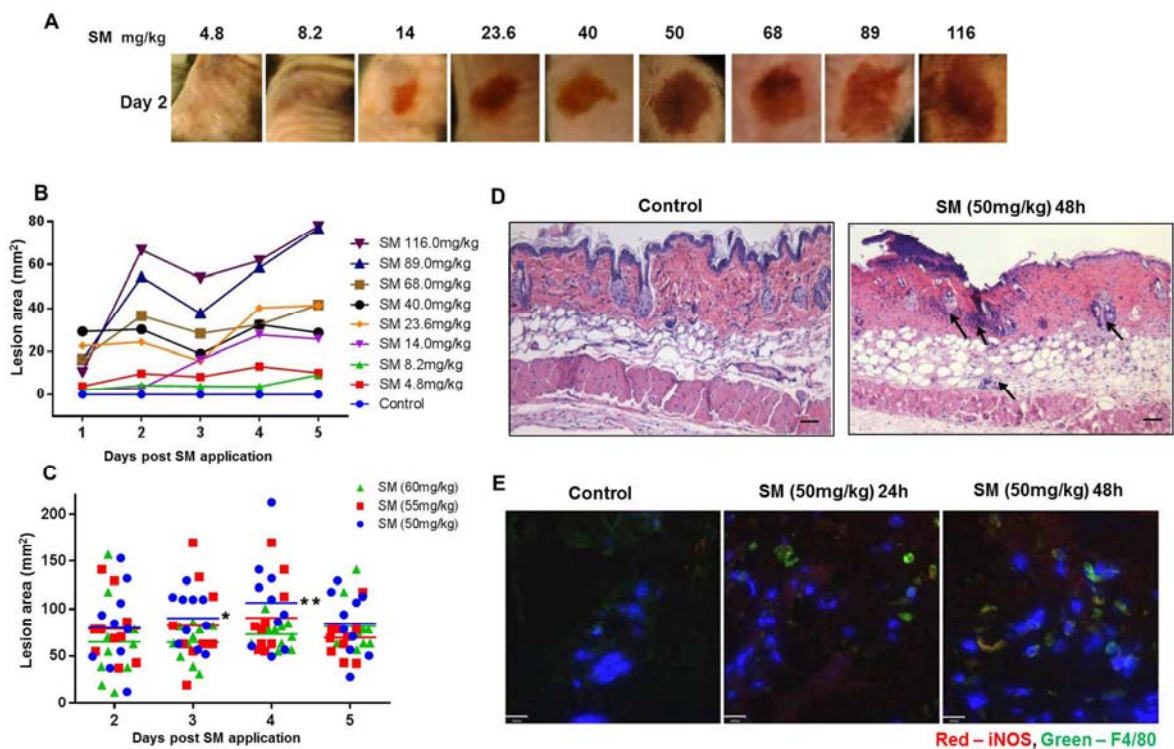 A
SM mg/kg 4.8 8.2 14 23.6 40 50 68 89 116
Day 2
B
Lesion area (mm²)
80
60
40
20
0
1 2 3 4 5
Days post SM application
SM 116.0mg/kg
SM 89.0mg/kg
SM 68.0mg/kg
SM 40.0mg/kg
SM 23.6mg/kg
SM 14.0mg/kg
SM 8.2mg/kg
SM 4.8mg/kg
Control
C
Lesion area (mm²)
200
150
100
50
0
2 3 4 5
Days post SM application
SM (60mg/kg)
SM (55mg/kg)
SM (50mg/kg)
*
**
D
Control SM (50mg/kg) 48h
E
Control SM (50mg/kg) 24h SM (50mg/kg) 48h
Red – iNOS, Green – F4/80